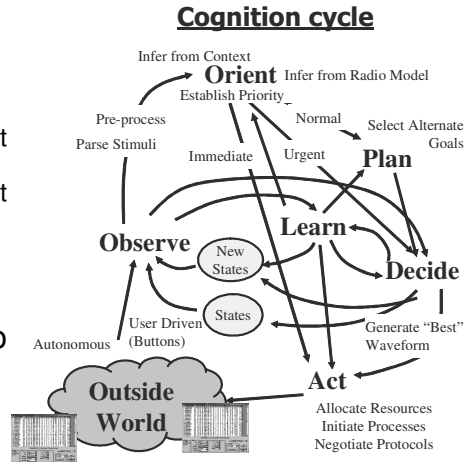 Cognition cycle
Infer from Context
Orient
Infer from Radio Model
Establish Priority
Pre-process
Normal
Select Alternate
Goals
Parse Stimuli
Immediate
Urgent
Plan
t
t
Learn
Observe
New
States
Decide
States
User Driven
(Buttons)
Autonomous
Generate “Best”
Waveform
Outside
World
Act
Allocate Resources
Initiate Processes
Negotiate Protocols